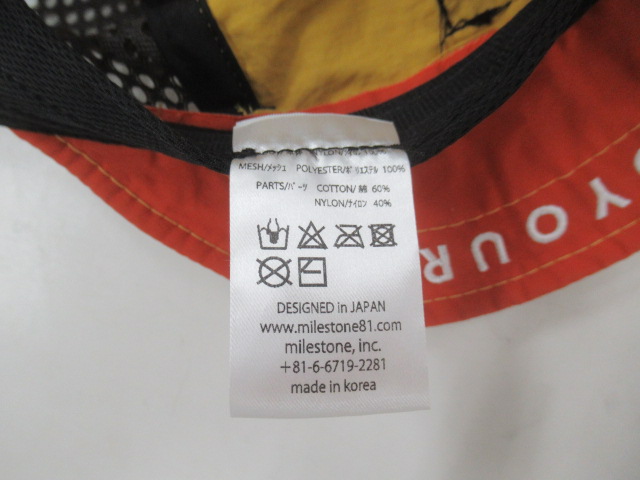 MESH/メッシュ POLYESTER/ポリエステル 100%
PARTS/パーツ COTTON/綿 60%
NYLON/ナイロン 40%
DESIGNED in JAPAN
www.milestone81.com
milestone, inc.
+81-6-6719-2281
made in korea
YOUR